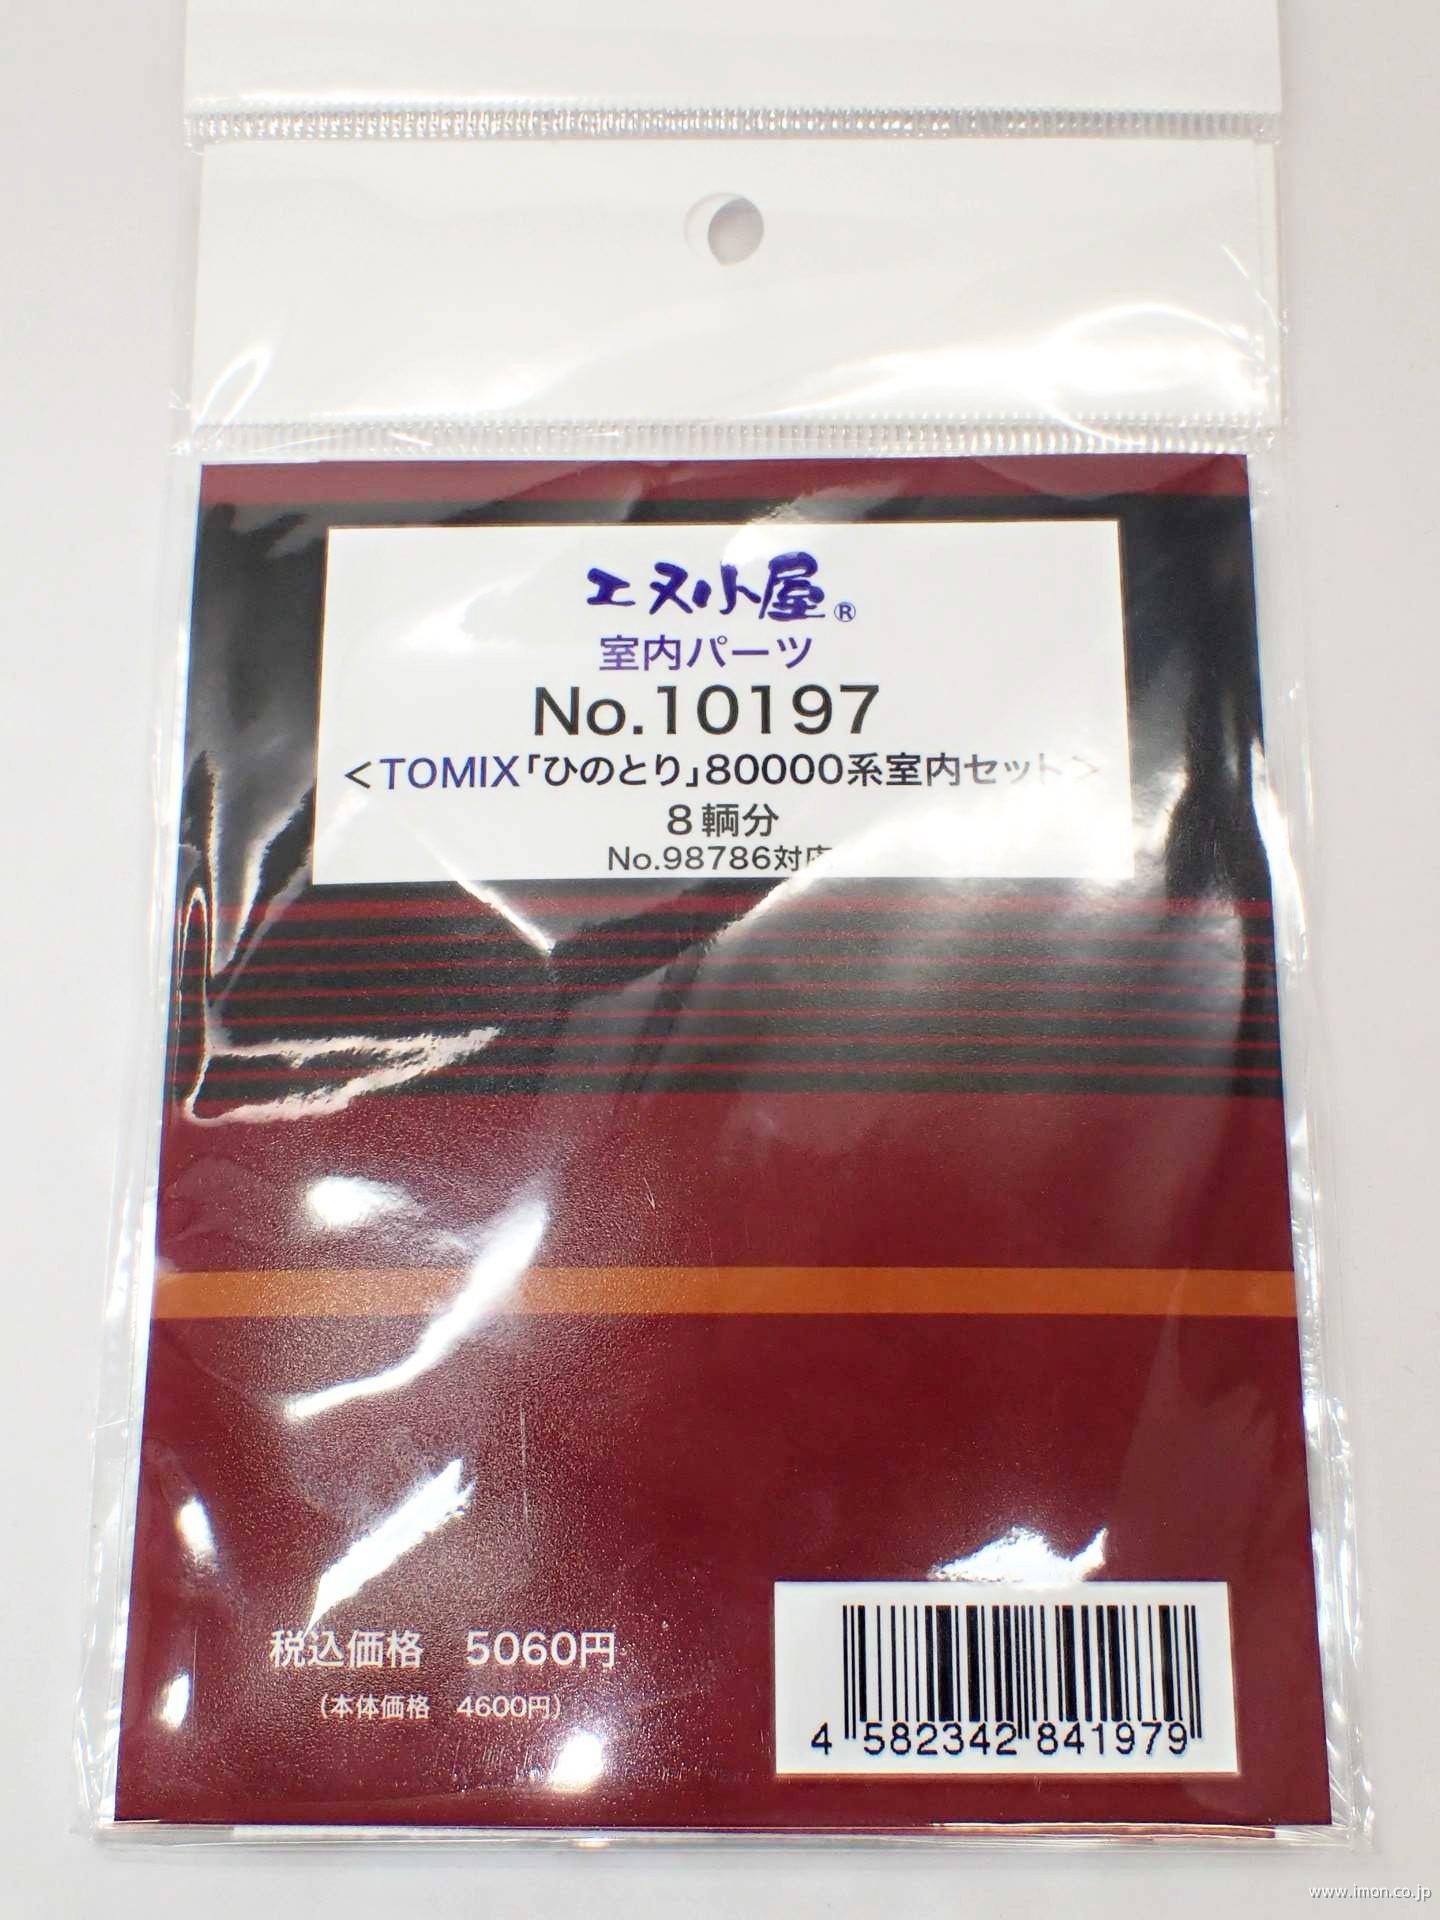 エヌ小屋®
室内パーツ
No.10197
<TOMIX「ひのとり」80000系室内セット>
8輌分
No.98786対応
税込価格 5060円
(本体価格 4600円)
4 582342 841979
www.imon.co.jp